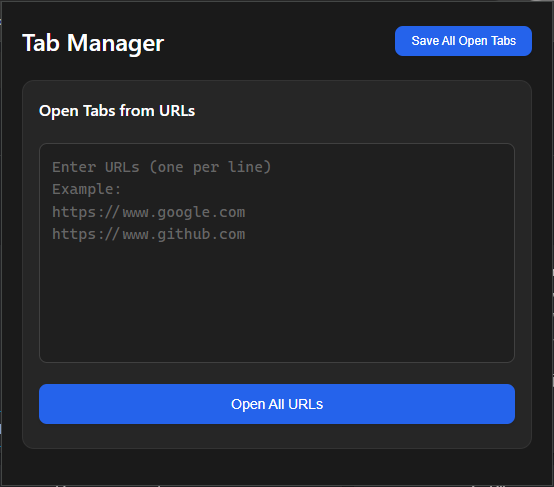 Tab Manager
Save All Open Tabs
Open Tabs from URLs
Enter URLs (one per line)
Example:
https://www.google.com
https://www.github.com
Open All URLs